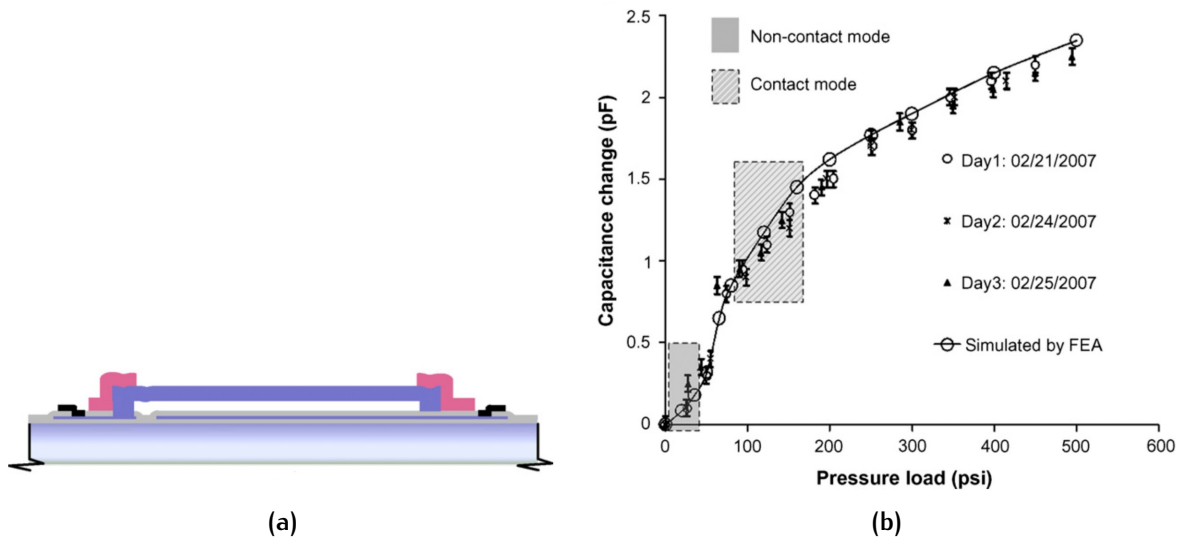 Non-contact mode
Contact mode
Capacitance change (pF)
2.5
2
1.5
1
0.5
0
Day1: 02/21/2007
Day2: 02/24/2007
Day3: 02/25/2007
Simulated by FEA
0 100 200 300 400 500 600
Pressure load (psi)
(a) (b)